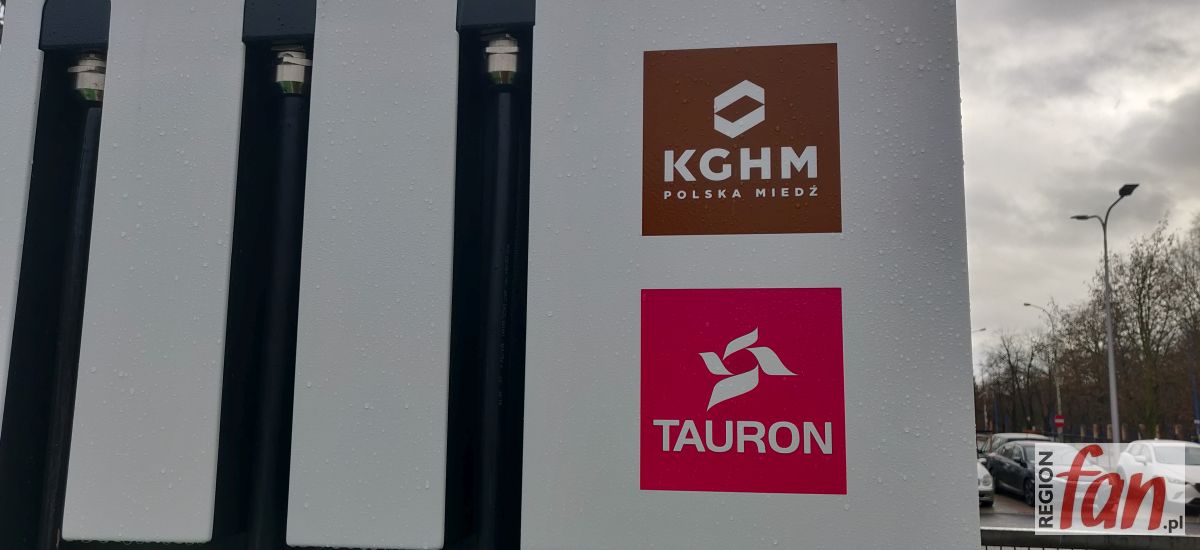 KGHM
POLSKA MIEDŹ
TAURON
REGION
fan.pl